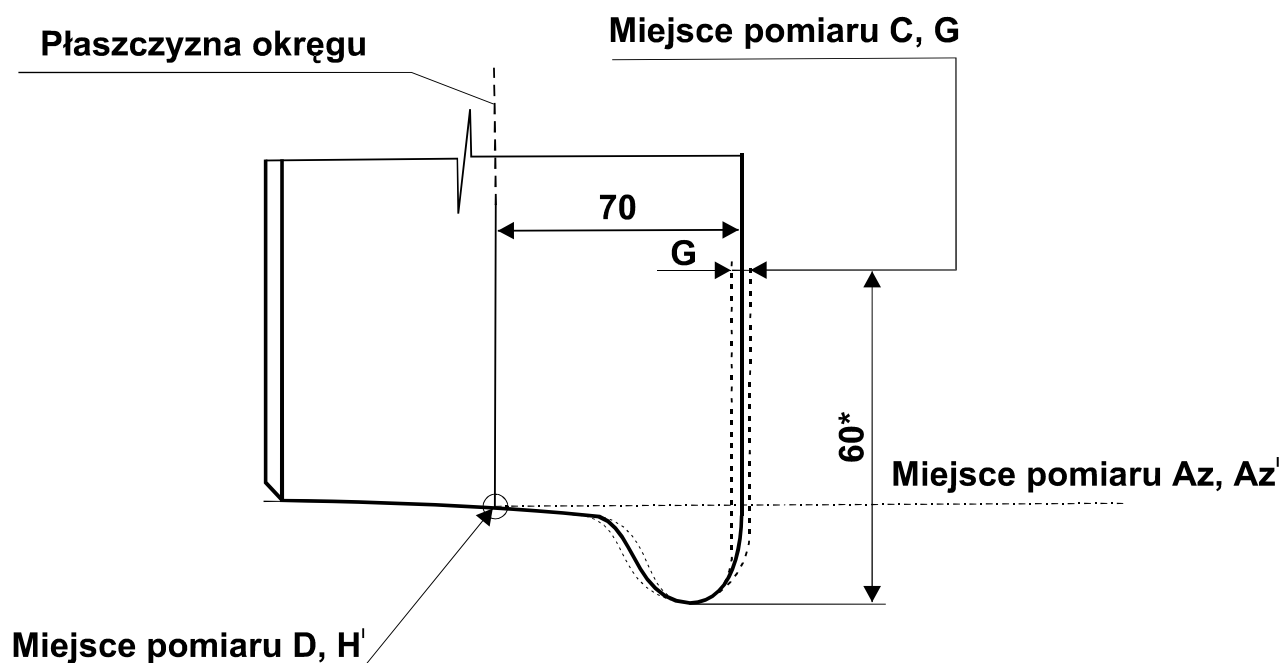 Płaszczyzna okręgu
Miejsce pomiaru C, G
70
G
60*
Miejsce pomiaru Az, Az'
Miejsce pomiaru D, H'